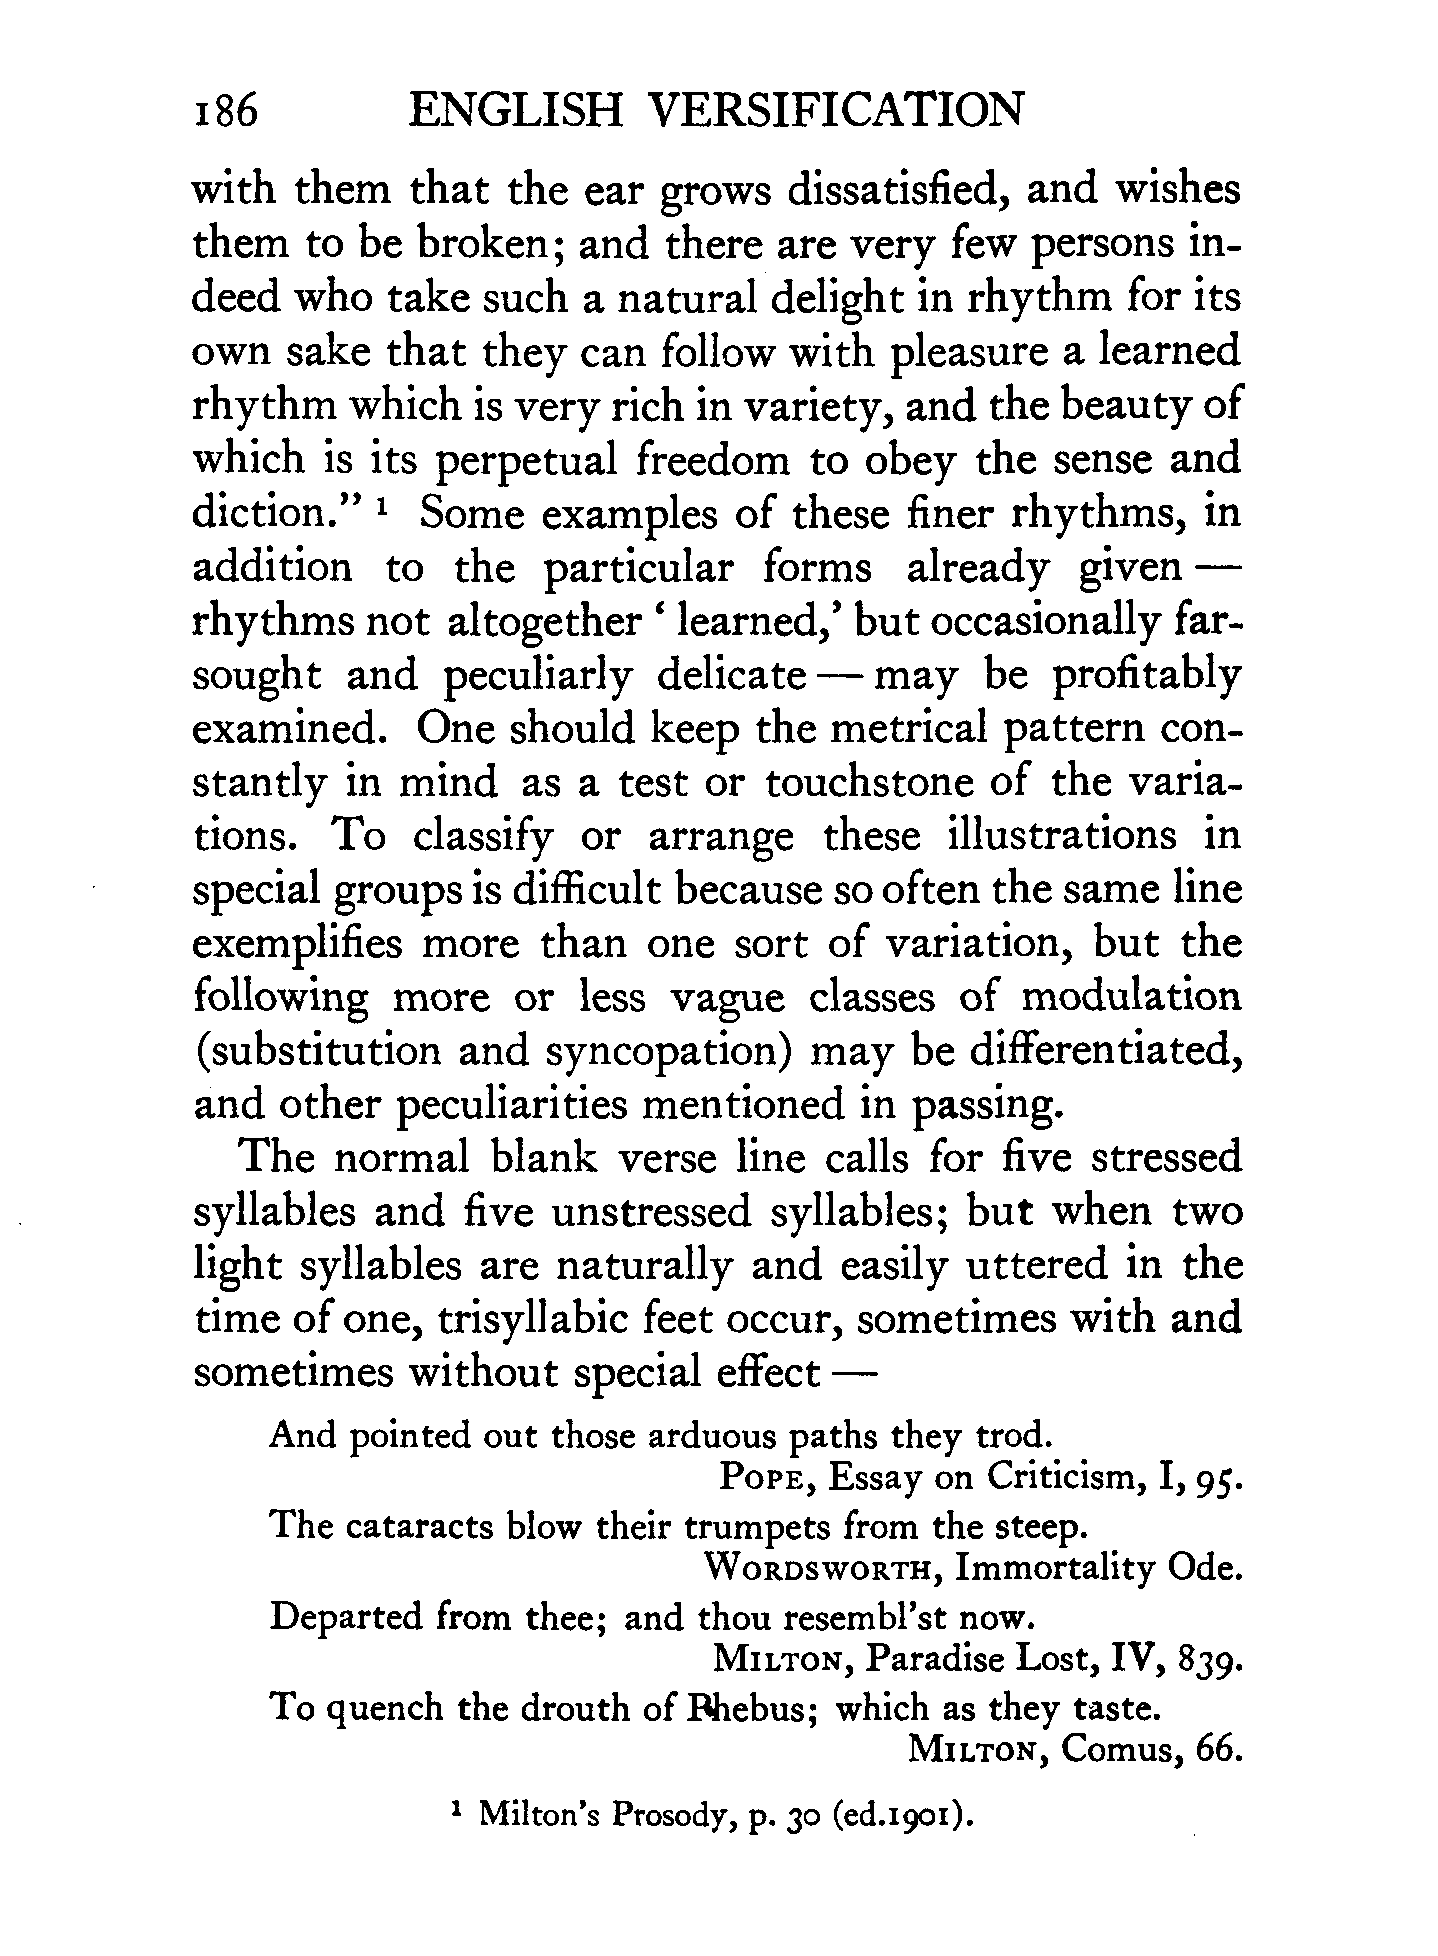 186 ENGLISH VERSIFICATION
with them that the ear grows dissatisfied, and wishes
them to be broken; and there are very few persons in-
deed who take such a natural delight in rhythm for its
own sake that they can follow with pleasure a learned
rhythm which is very rich in variety, and the beauty of
which is its perpetual freedom to obey the sense and
diction." ¹ Some examples of these finer rhythms, in
addition to the particular forms already given —
rhythms not altogether ‘ learned,’ but occasionally far-
sought and peculiarly delicate — may be profitably
examined. One should keep the metrical pattern con-
stantly in mind as a test or touchstone of the varia-
tions. To classify or arrange these illustrations in
special groups is difficult because so often the same line
exemplifies more than one sort of variation, but the
following more or less vague classes of modulation
(substitution and syncopation) may be differentiated,
and other peculiarities mentioned in passing.
The normal blank verse line calls for five stressed
syllables and five unstressed syllables; but when two
light syllables are naturally and easily uttered in the
time of one, trisyllabic feet occur, sometimes with and
sometimes without special effect —
And pointed out those arduous paths they trod.
POPE, Essay on Criticism, I, 95.
The cataracts blow their trumpets from the steep.
WORDSWORTH, Immortality Ode.
Departed from thee; and thou resembl'st now.
MILTON, Paradise Lost, IV, 839.
To quench the drouth of Phebus; which as they taste.
MILTON, Comus, 66.
¹ Milton's Prosody, p. 30 (ed.1901).